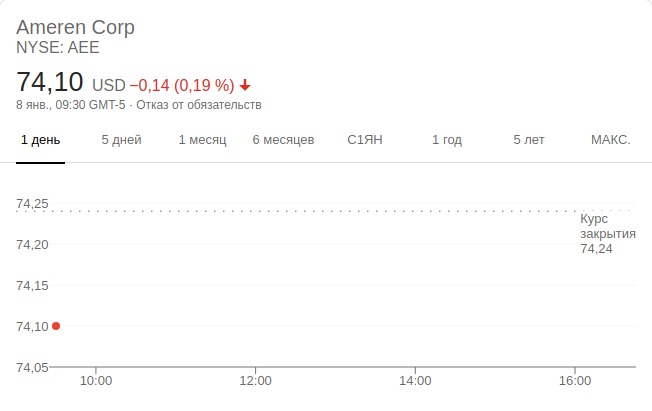 Ameren Corp
NYSE: AEE
74,10 USD −0,14 (0,19 %)
8 янв., 09:30 GMT-5 · Отказ от обязательств
1 день 5 дней 1 месяц 6 месяцев С1ЯН 1 год 5 лет МАКС.
74,25
Курс
закрытия
74,24
74,20
74,15
74,10
74,05
10:00 12:00 14:00 16:00